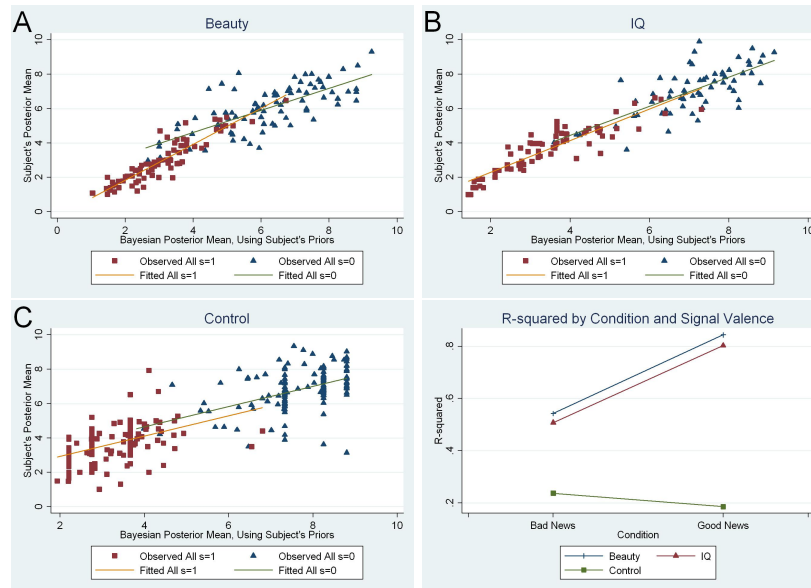 A
Beauty
Subject's Posterior Mean
0 2 4 6 8 10
0 2 4 6 8 10
Bayesian Posterior Mean, Using Subject's Priors
Observed All s=1 Observed All s=0
Fitted All s=1 Fitted All s=0
B
IQ
Subject's Posterior Mean
0 2 4 6 8 10
2 4 6 8 10
Bayesian Posterior Mean, Using Subject's Priors
Observed All s=1 Observed All s=0
Fitted All s=1 Fitted All s=0
C
Control
Subject's Posterior Mean
0 2 4 6 8 10
2 4 6 8 10
Bayesian Posterior Mean, Using Subject's Priors
Observed All s=1 Observed All s=0
Fitted All s=1 Fitted All s=0
R-squared by Condition and Signal Valence
R-squared
.2 .4 .6 .8
Bad News Good News
Condition
Beauty IQ
Control